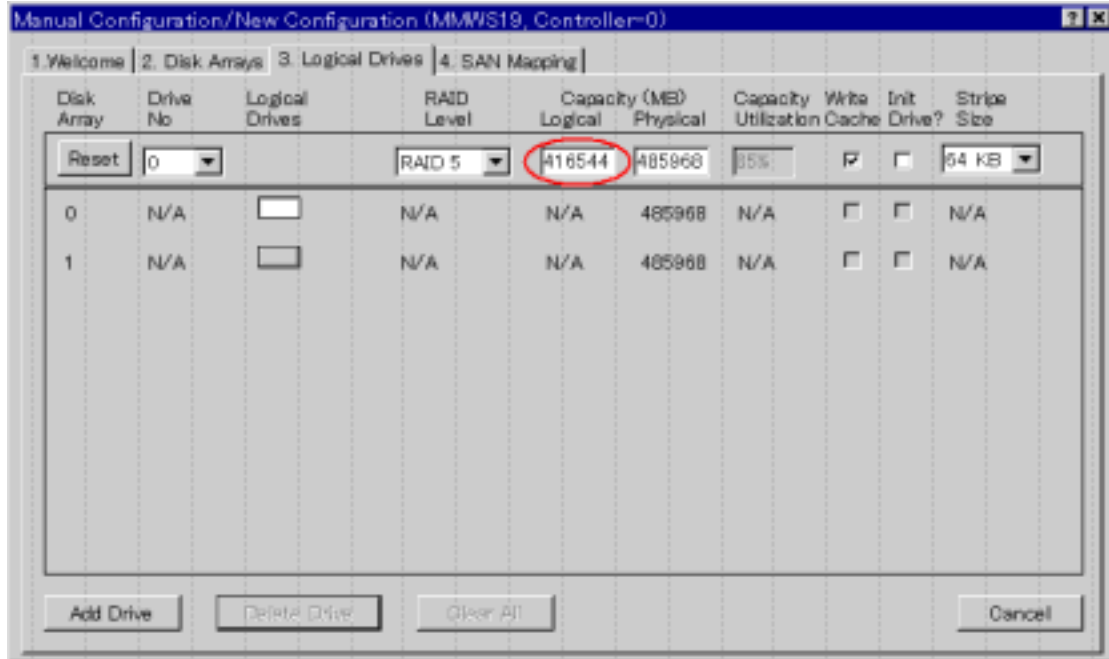 Manual Configuration/New Configuration (MMWS19, Controller-0)
1.Welcome 2. Disk Arrays 3. Logical Drives 4. SAN Mapping
Disk Drive Logical RAID Capacity (MB) Capacity Write Init Stripe
Array No Drives Level Logical Physical Utilization Cache Drive? Size
Reset 0 RAID 5 416544 485968 85% 64 KB
0 N/A N/A N/A 485968 N/A N/A
1 N/A N/A N/A 485968 N/A N/A
Add Drive Delete Drive Clear All Cancel